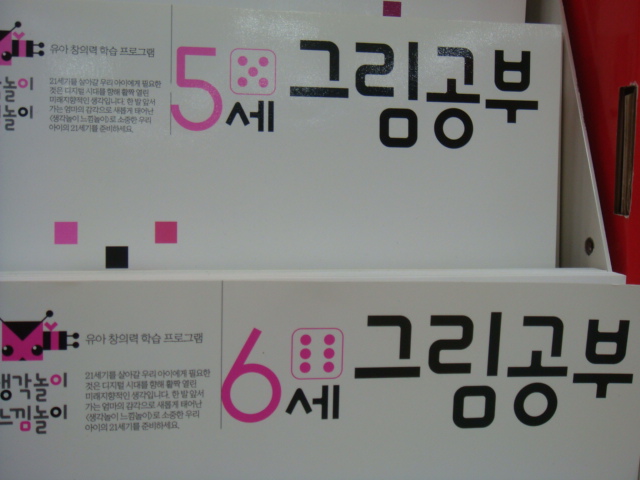 놀이
놀이
유아 창의력 학습 프로그램
21세기를 살아갈 우리 아이에게 필요한
것은 디지털 시대를 향해 활짝 열린
미래지향적인 생각입니다. 한 발 앞서
가는 엄마의 감각으로 새롭게 태어난
《생각놀이 느낌놀이》로 소중한 우리
아이의 21세기를 준비하세요.
5세
그림공부
생각놀이
느낌놀이
유아 창의력 학습 프로그램
21세기를 살아갈 우리 아이에게 필요한
것은 디지털 시대를 향해 활짝 열린
미래지향적인 생각입니다. 한 발 앞서
가는 엄마의 감각으로 새롭게 태어난
《생각놀이 느낌놀이》로 소중한 우리
아이의 21세기를 준비하세요.
6세
그림공부